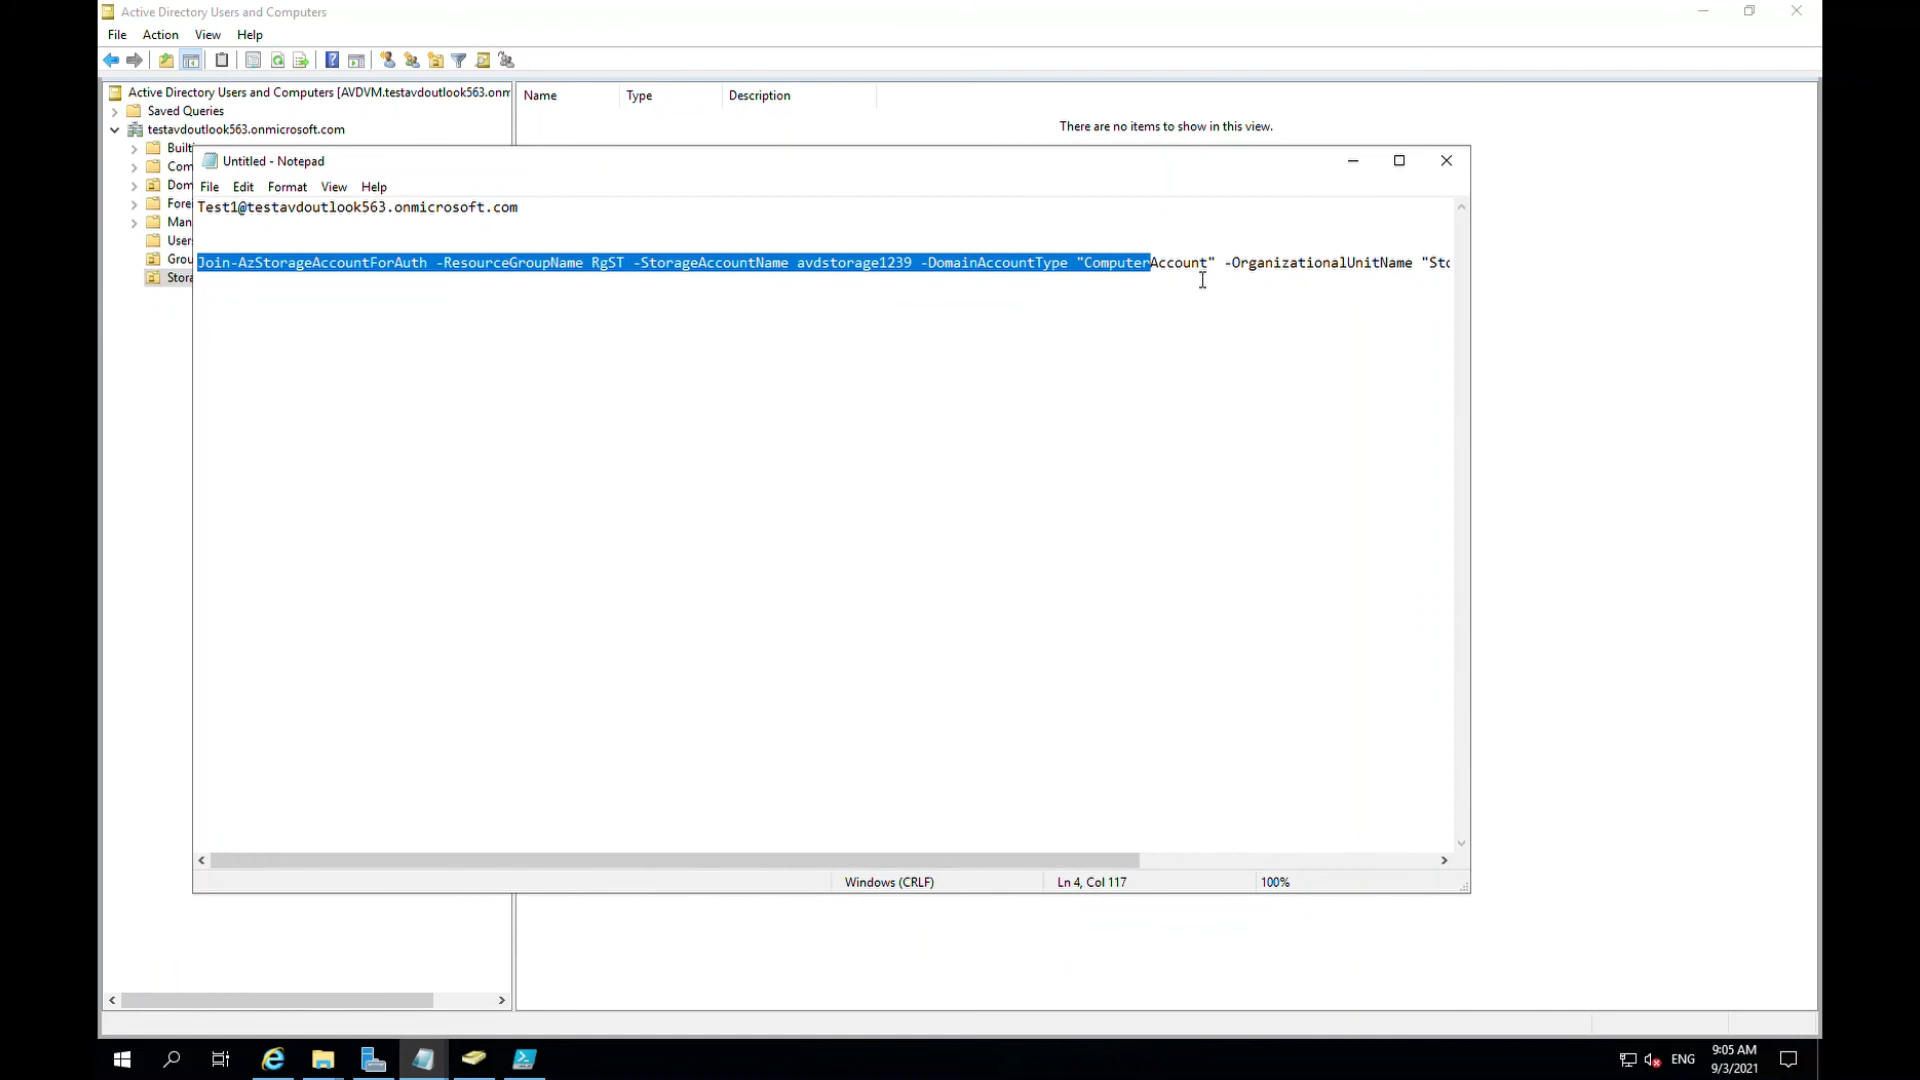 Active Directory Users and Computers
File Action View Help
Active Directory Users and Computers [AVDVM.testavdoutlook563.onm
Name Type Description
Saved Queries
There are no items to show in this view.
testavdoutlook563.onmicrosoft.com
Built
Com
Dom
Fore
Man
User
Grou
Stora
Untitled - Notepad
File Edit Format View Help
Test1@testavdoutlook563.onmicrosoft.com
Join-AzStorageAccountForAuth -ResourceGroupName RgST -StorageAccountName avdstorage1239 -DomainAccountType "ComputerAccount" -OrganizationalUnitName "Sto
Windows (CRLF) Ln 4, Col 117 100%
ENG
9:05 AM
9/3/2021